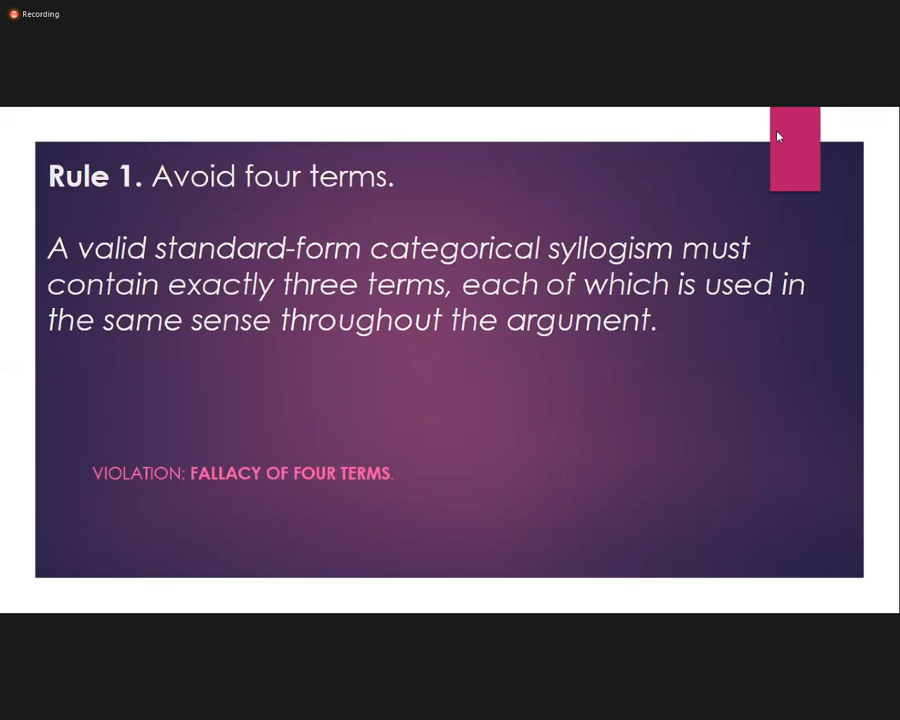 Recording
Rule 1. Avoid four terms.
A valid standard-form categorical syllogism must
contain exactly three terms, each of which is used in
the same sense throughout the argument.
VIOLATION: FALLACY OF FOUR TERMS.